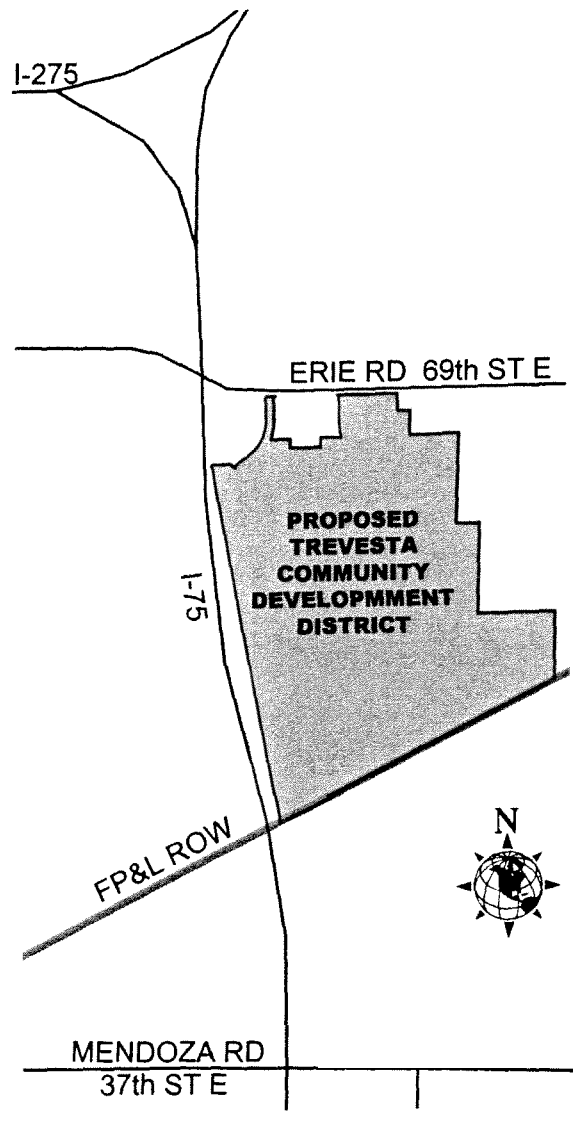 I-275
ERIE RD 69th ST E
PROPOSED
TREVESTA
COMMUNITY
DEVELOPMMENT
DISTRICT
I-75
FP&L ROW
N
MENDOZA RD
37th ST E